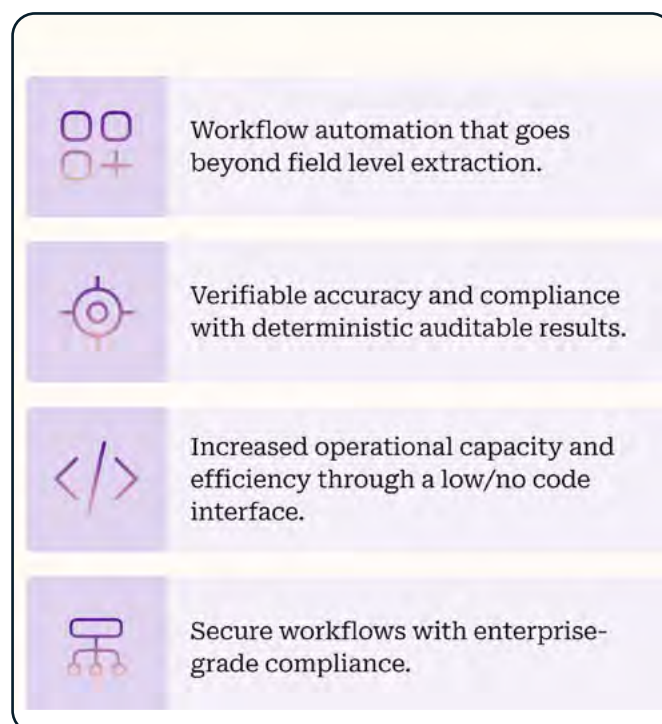 Workflow automation that goes
beyond field level extraction.
Verifiable accuracy and compliance
with deterministic auditable results.
Increased operational capacity and
efficiency through a low/no code
interface.
Secure workflows with enterprise-
grade compliance.